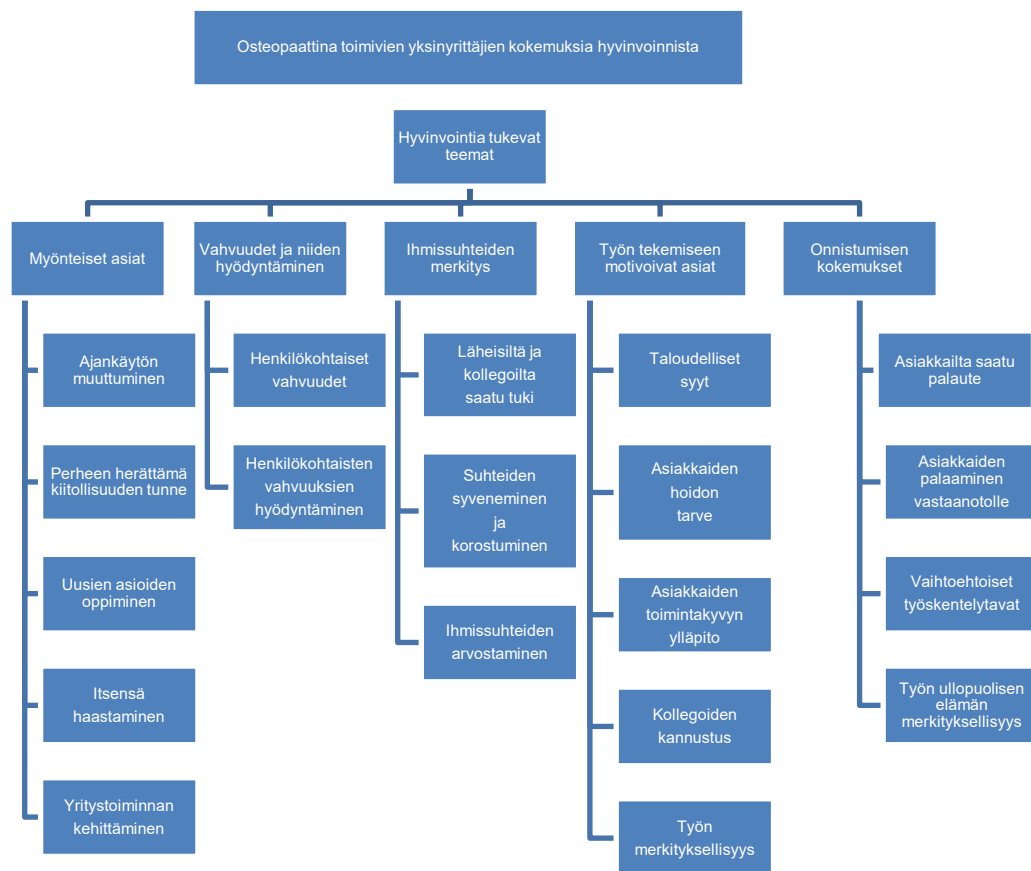 Osteopaattina toimivien yksinyrittäjien kokemuksia hyvinvoinnista
Hyvinvointia tukevat
teemat
Myönteiset asiat
Ajankäytön
muuttuminen
Perheen herättämä
kiitollisuuden tunne
Uusien asioiden
oppiminen
Itsensä
haastaminen
Yritystoiminnan
kehittäminen
Vahvuudet ja niiden
hyödyntäminen
Henkilökohtaiset
vahvuudet
Henkilökohtaisten
vahvuuksien
hyödyntäminen
Ihmissuhteiden
merkitys
Läheisiltä ja
kollegoilta
saatu tuki
Suhteiden
syveneminen
ja
korostuminen
Ihmissuhteiden
arvostaminen
Työn tekemiseen
motivoivat asiat
Taloudelliset
syyt
Asiakkaiden
hoidon
tarve
Asiakkaiden
toimintakyvyn
ylläpito
Kollegoiden
kannustus
Työn
merkityksellisyys
Onnistumisen
kokemukset
Asiakkailta saatu
palaute
Asiakkaiden
palaaminen
vastaanotolle
Vaihtoehtoiset
työskentelytavat
Työn ullopuolisen
elämän
merkityksellisyys